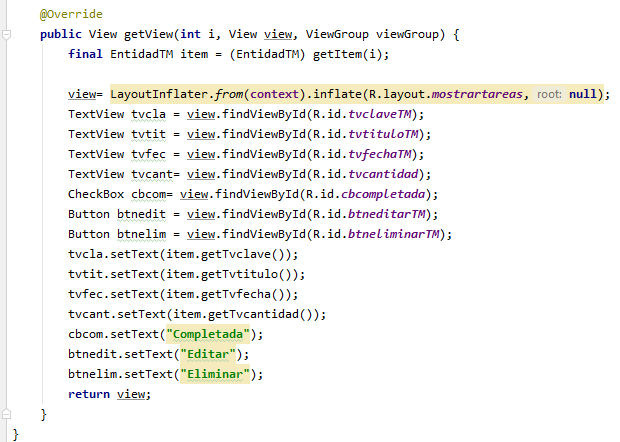 @Override
public View getView(int i, View view, ViewGroup viewGroup) {
final EntidadTM item = (EntidadTM) getItem(i);
view= LayoutInflater.from(context).inflate(R.layout.mostrartareas, root: null);
TextView tvcla = view.findViewById(R.id.tvclaveTM);
TextView tvtit = view.findViewById(R.id.tvtituloTM);
TextView tvfec = view.findViewById(R.id.tvfechaTM);
TextView tvcant= view.findViewById(R.id.tvcantidad);
CheckBox cbcom= view.findViewById(R.id.cbcompletada);
Button btnedit = view.findViewById(R.id.btneditarTM);
Button btnelim = view.findViewById(R.id.btneliminarTM);
tvcla.setText(item.getTvclave());
tvtit.setText(item.getTvtitulo());
tvfec.setText(item.getTvfecha());
tvcant.setText(item.getTvcantidad());
cbcom.setText("Completada");
btnedit.setText("Editar");
btnelim.setText("Eliminar");
return view;
}
}